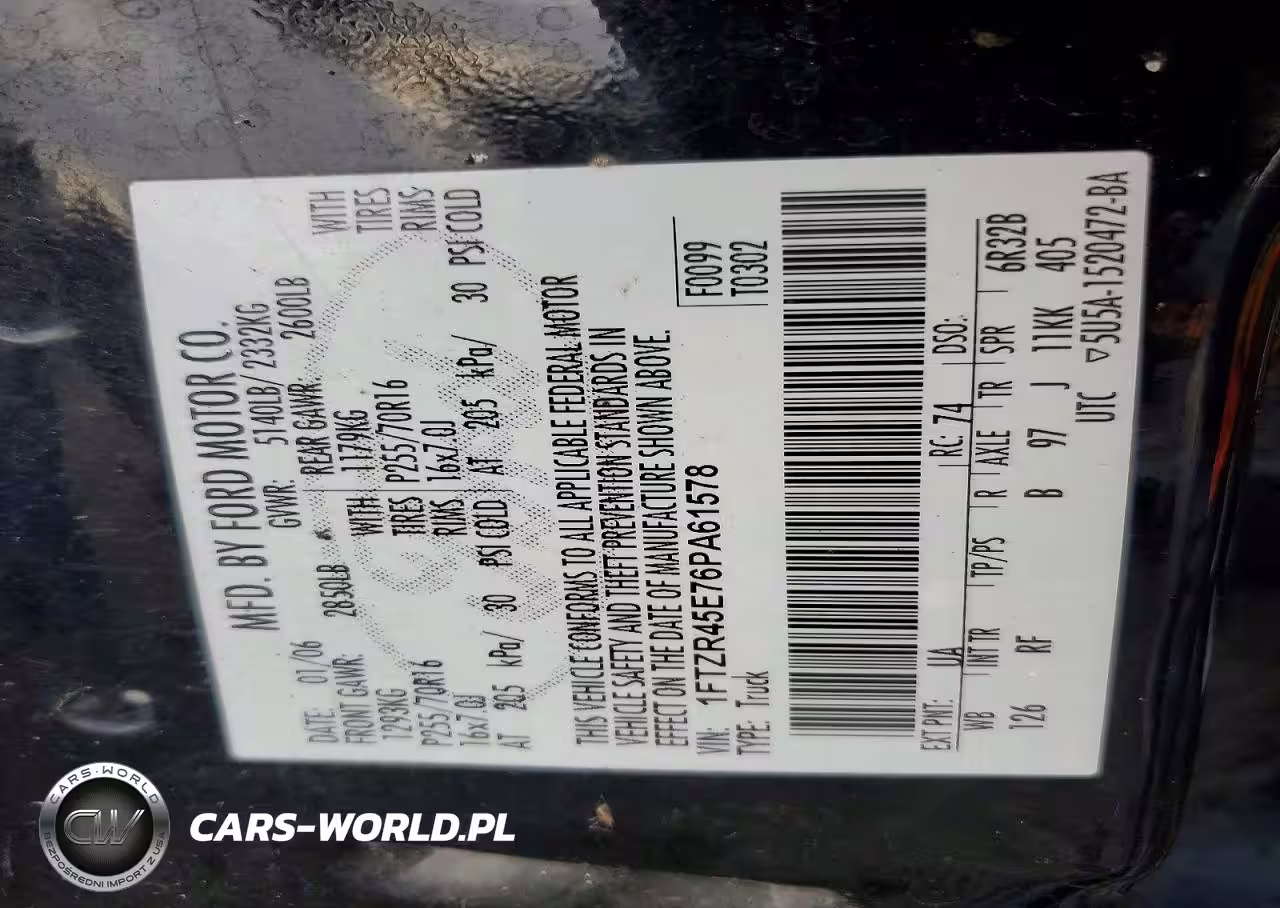 MFD. BY FORD MOTOR CO.
DATE: 01/06 GVWR: 5140LB/ 2332KG
FRONT GAWR: 2850LB REAR GAWR: 2600LB
1293KG WITH 1179KG WITH
P255/70R16 TIRES P255/70R16 TIRES
16x7.0J RIMS 16x7.0J RIMS
AT 205 kPa/ 30 PSI COLD AT 205 kPa/ 30 PSI COLD
THIS VEHICLE CONFORMS TO ALL APPLICABLE FEDERAL MOTOR
VEHICLE SAFETY AND THEFT PREVENTION STANDARDS IN
EFFECT ON THE DATE OF MANUFACTURE SHOWN ABOVE.
VIN: 1FTZR45E76PA61578 F0099
TYPE: Truck T0302
EXT PNT: UA RC: 74 DSO:
WB INT TR TP/PS R AXLE TR SPR 6R32B
126 RF B 97 J 11KK 405
UTC ▽5U5A-1520472-BA
CARS-WORLD
CW
BEZPOŚREDNI IMPORT Z USA
CARS-WORLD.PL